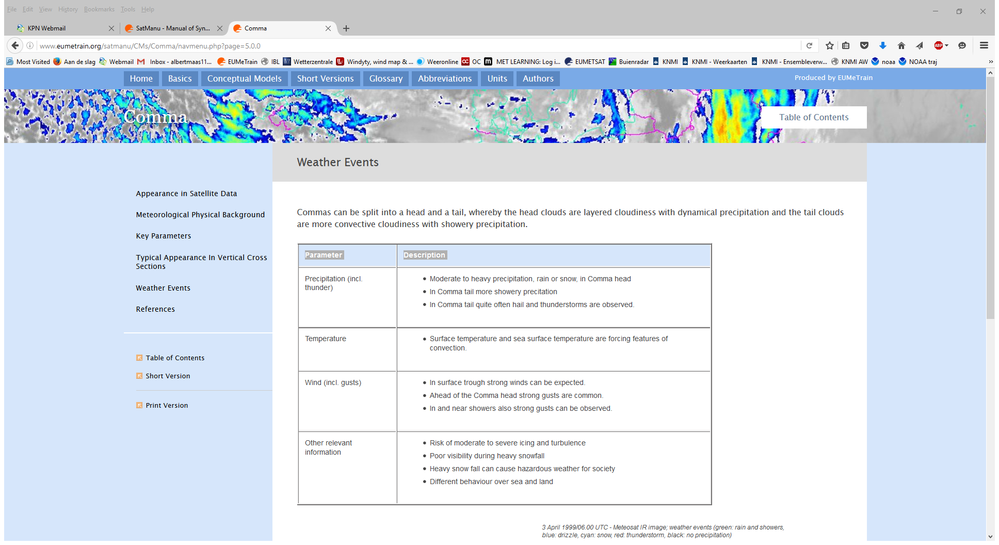 File Edit View History Bookmarks Tools Help
KPN Webmail
SatManu - Manual of Syn...
Comma
www.eumetrain.org/satmanu/CMs/Comma/navmenu.php?page=5.0.0
ABP
Most Visited Aan de slag Webmail Inbox - albertmaas11... EUMeTrain IBL Wetterzentrale Windyty, wind map & ... Weeronline OC OC m MET LEARNING: Log i... EUMETSAT Buienradar KNMI KNMI - Weerkaarten KNMI - Ensembleverw... KNMI AW noaa NOAA traj
Home Basics Conceptual Models Short Versions Glossary Abbreviations Units Authors
Produced by EUMeTrain
Comma
Table of Contents
Weather Events
Appearance in Satellite Data
Meteorological Physical Background
Key Parameters
Typical Appearance In Vertical Cross
Sections
Weather Events
References
Table of Contents
Short Version
Print Version
Commas can be split into a head and a tail, whereby the head clouds are layered cloudiness with dynamical precipitation and the tail clouds
are more convective cloudiness with showery precipitation.
Parameter Description
Precipitation (incl.
thunder)
• Moderate to heavy precipitation, rain or snow, in Comma head
• In Comma tail more showery precitation
• In Comma tail quite often hail and thunderstorms are observed.
Temperature
• Surface temperature and sea surface temperature are forcing features of
convection.
Wind (incl. gusts)
• In surface trough strong winds can be expected.
• Ahead of the Comma head strong gusts are common.
• In and near showers also strong gusts can be observed.
Other relevant
information
• Risk of moderate to severe icing and turbulence
• Poor visibility during heavy snowfall
• Heavy snow fall can cause hazardous weather for society
• Different behaviour over sea and land
3 April 1999/06.00 UTC - Meteosat IR image; weather events (green: rain and showers,
blue: drizzle, cyan: snow, red: thunderstorm, black: no precipitation)